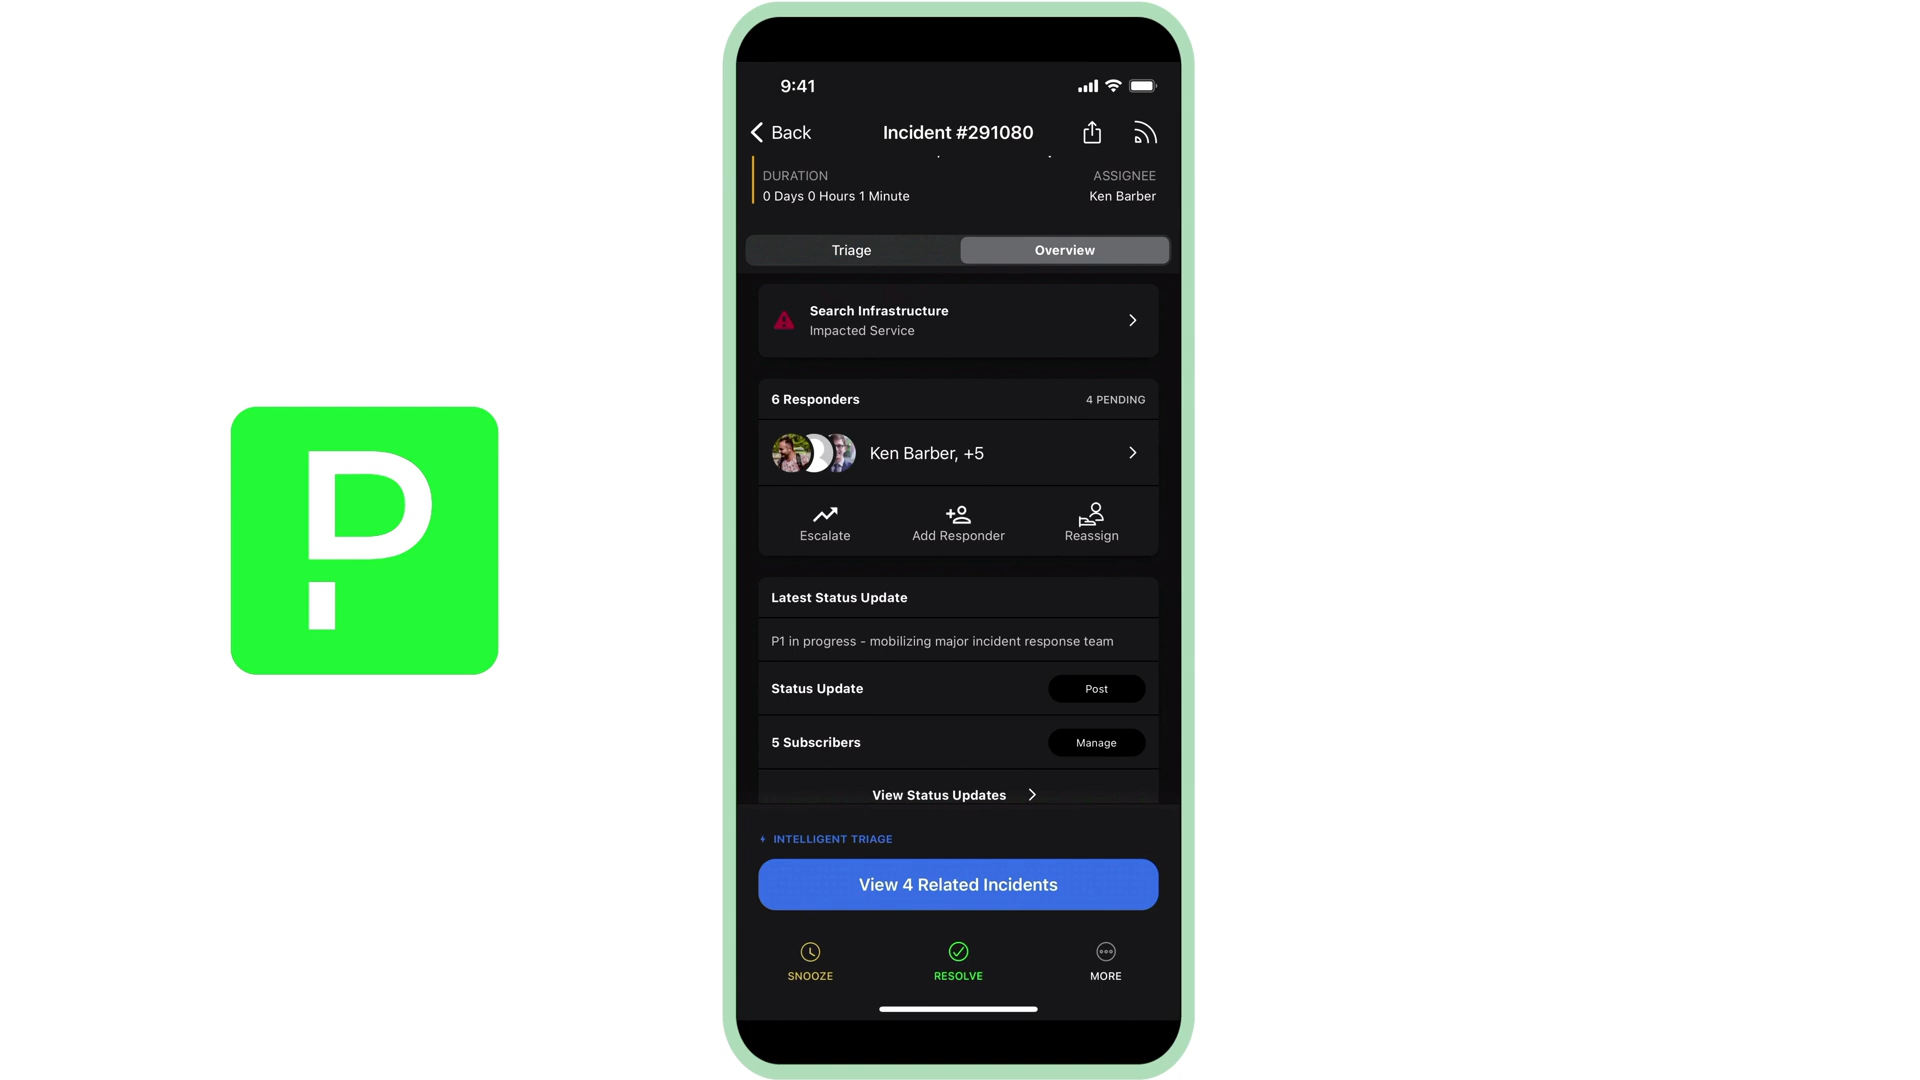 9:41
Back
Incident #291080
DURATION
ASSIGNEE
0 Days 0 Hours 1 Minute
Ken Barber
Triage
Overview
Search Infrastructure
Impacted Service
6 Responders
4 PENDING
Ken Barber, +5
Escalate
Add Responder
Reassign
Latest Status Update
P1 in progress - mobilizing major incident response team
Status Update
Post
5 Subscribers
Manage
View Status Updates
INTELLIGENT TRIAGE
View 4 Related Incidents
SNOOZE
RESOLVE
MORE
P